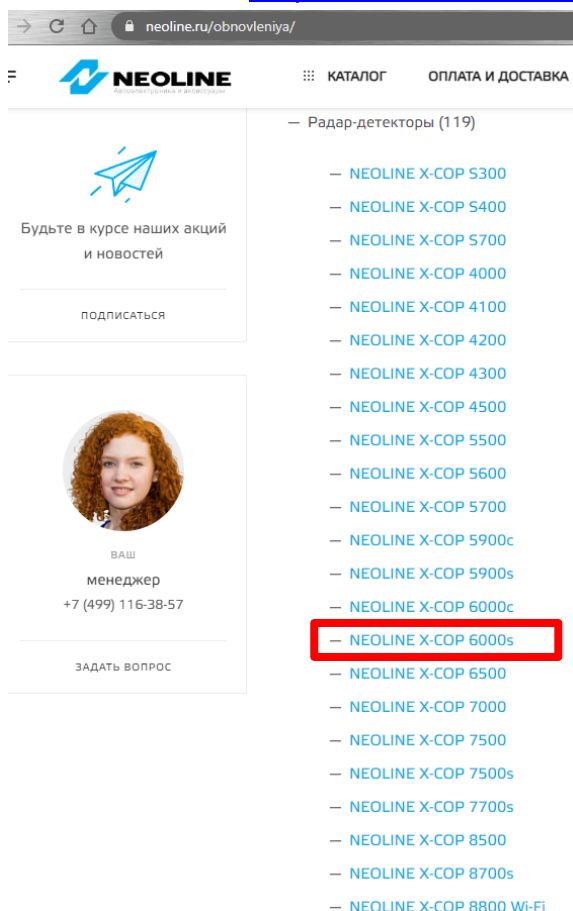 neoline.ru/obnovleniya/
NEOLINE
Автоэлектроника и аксессуары
КАТАЛОГ
ОПЛАТА И ДОСТАВКА
Будьте в курсе наших акций
и новостей
ПОДПИСАТЬСЯ
ВАШ
менеджер
+7 (499) 116-38-57
ЗАДАТЬ ВОПРОС
— Радар-детекторы (119)
— NEOLINE X-COP S300
— NEOLINE X-COP S400
— NEOLINE X-COP S700
— NEOLINE X-COP 4000
— NEOLINE X-COP 4100
— NEOLINE X-COP 4200
— NEOLINE X-COP 4300
— NEOLINE X-COP 4500
— NEOLINE X-COP 5500
— NEOLINE X-COP 5600
— NEOLINE X-COP 5700
— NEOLINE X-COP 5900c
— NEOLINE X-COP 5900s
— NEOLINE X-COP 6000c
— NEOLINE X-COP 6000s
— NEOLINE X-COP 6500
— NEOLINE X-COP 7000
— NEOLINE X-COP 7500
— NEOLINE X-COP 7500s
— NEOLINE X-COP 7700s
— NEOLINE X-COP 8500
— NEOLINE X-COP 8700s
— NEOLINE X-COP 8800 Wi-Fi